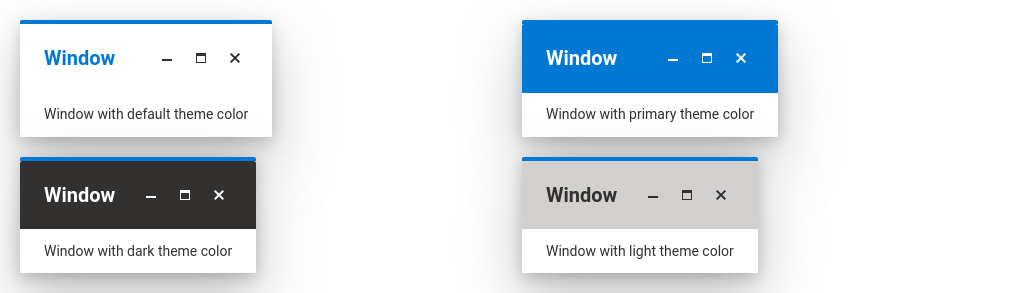 Window
Window with default theme color
Window
Window with primary theme color
Window
Window with dark theme color
Window
Window with light theme color